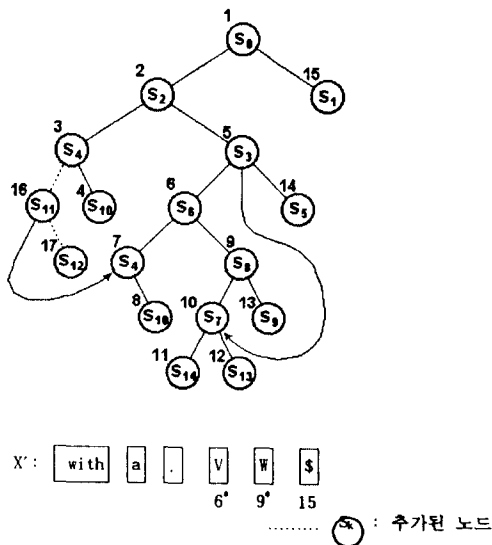 1
S0
2
15
S2
S1
3
5
S4
S3
16
4
6
14
S11
S10
S6
S5
17
7
9
S12
S4
S8
8
10
13
S10
S7
S9
11
12
S14
S13
X': with a . V W $
6* 9* 15
Sk : 추가된 노드